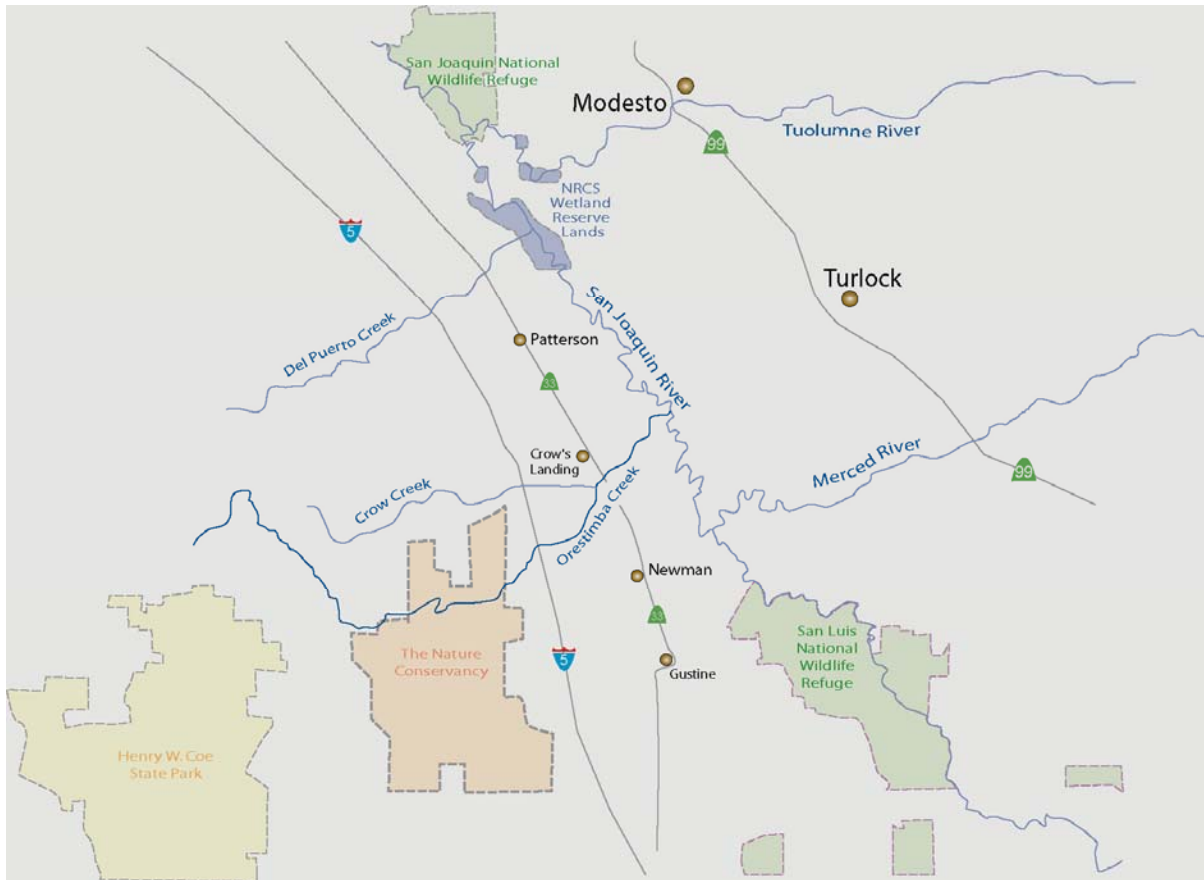 San Joaquin National
Wildlife Refuge
Modesto
Tuolumne River
99
NRCS
Wetland
Reserve
Lands
5
Turlock
San Joaquin River
Del Puerto Creek
Patterson
33
Merced River
Crow's
Landing
99
Crow Creek
Orestimba Creek
Newman
33
San Luis
National
Wildlife
Refuge
The Nature
Conservancy
5
Gustine
Henry W. Coe
State Park